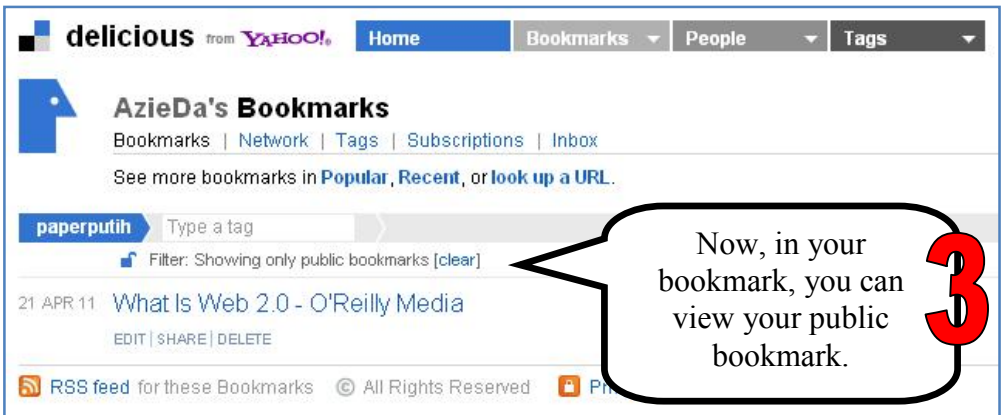 delicious from YAHOO! Home Bookmarks People Tags
AzieDa's Bookmarks
Bookmarks | Network | Tags | Subscriptions | Inbox
See more bookmarks in Popular, Recent, or look up a URL.
paperputih Type a tag
Filter: Showing only public bookmarks [clear]
21 APR 11 What Is Web 2.0 - O'Reilly Media
EDIT | SHARE | DELETE
RSS feed for these Bookmarks © All Rights Reserved
Now, in your
bookmark, you can
view your public
bookmark.
3